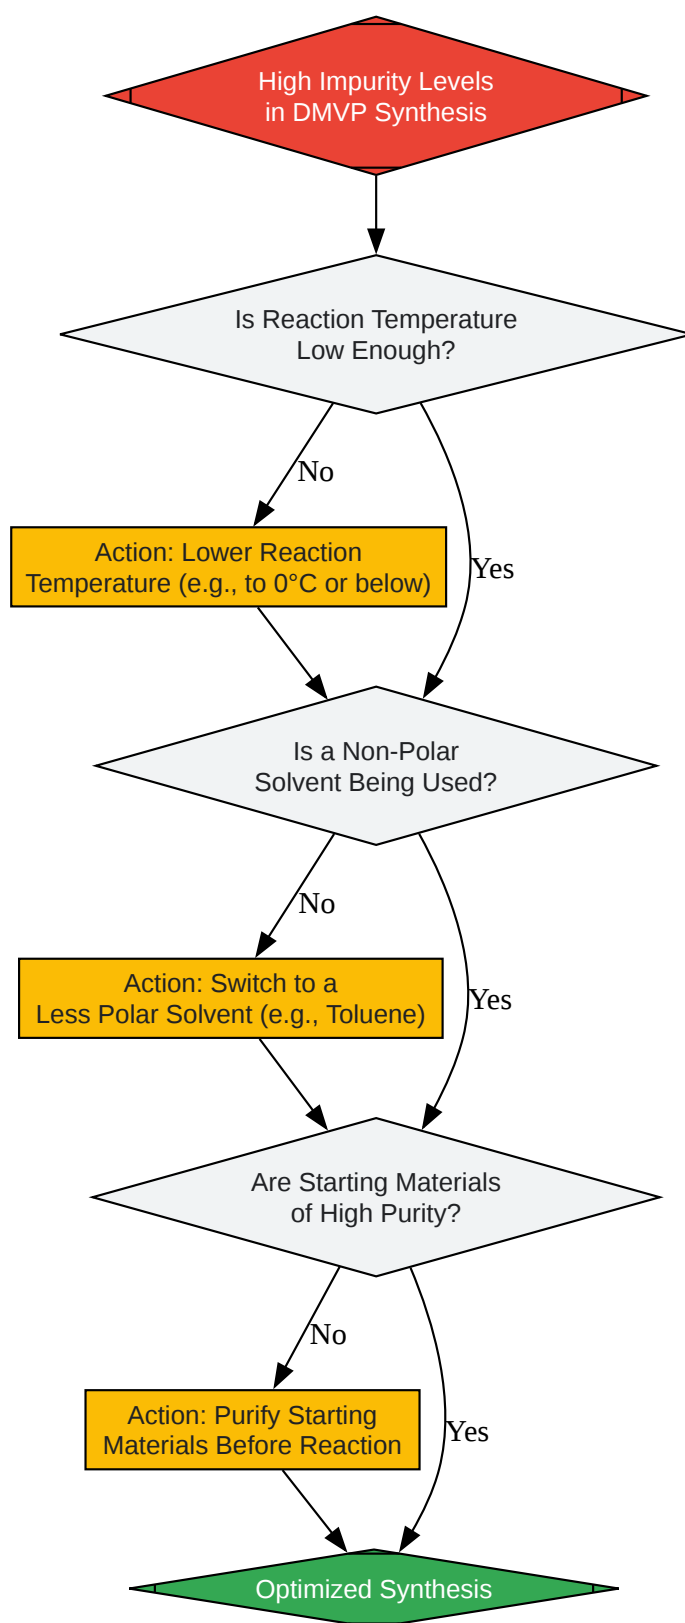 High Impurity Levels
in DMVP Synthesis
Is Reaction Temperature
Low Enough?
No
Action: Lower Reaction
Temperature (e.g., to 0°C or below)
Yes
Is a Non-Polar
Solvent Being Used?
No
Action: Switch to a
Less Polar Solvent (e.g., Toluene)
Yes
Are Starting Materials
of High Purity?
No
Action: Purify Starting
Materials Before Reaction
Yes
Optimized Synthesis